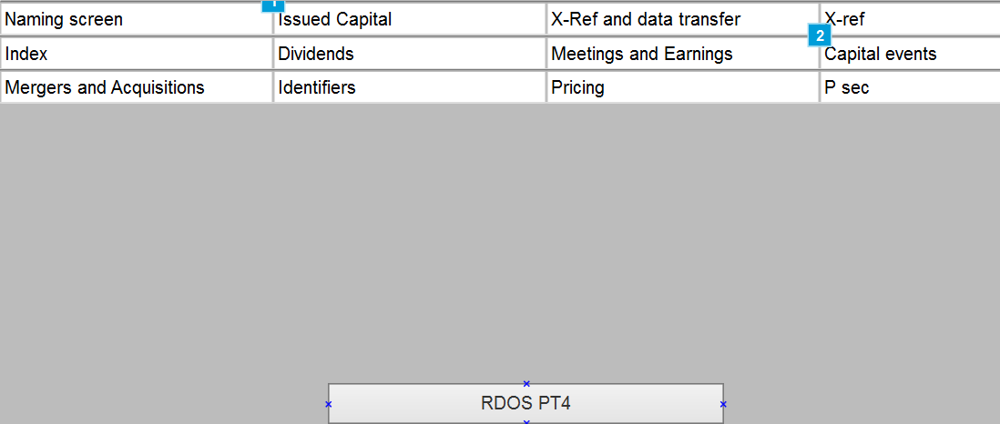 1
Naming screen Issued Capital X-Ref and data transfer X-ref
2
Index Dividends Meetings and Earnings Capital events
Mergers and Acquisitions Identifiers Pricing P sec
RDOS PT4